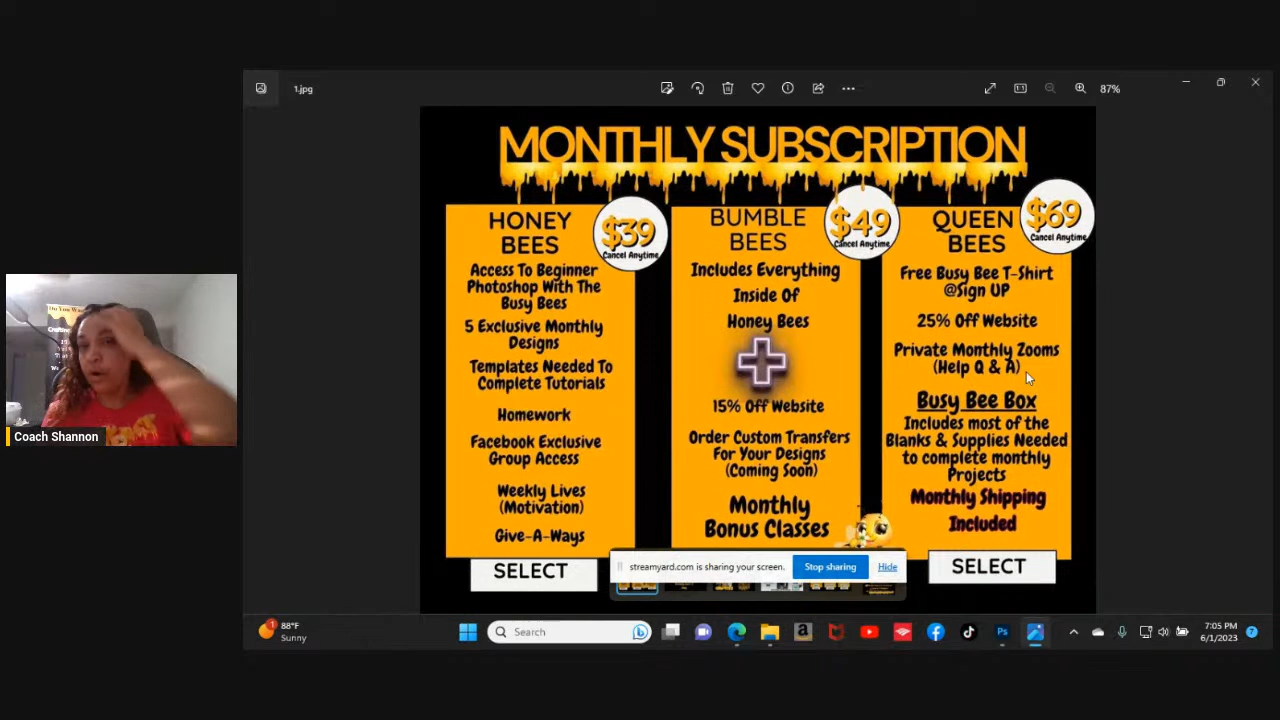 1.jpg
87%
MONTHLY SUBSCRIPTION
HONEY
BEES
$39
Cancel Anytime
Access To Beginner
Photoshop With The
Busy Bees
5 Exclusive Monthly
Designs
Templates Needed To
Complete Tutorials
Homework
Facebook Exclusive
Group Access
Weekly Lives
(Motivation)
Give-A-Ways
SELECT
BUMBLE
BEES
$49
Cancel Anytime
Includes Everything
Inside Of
Honey Bees
15% Off Website
Order Custom Transfers
For Your Designs
(Coming Soon)
Monthly
Bonus Classes
QUEEN
BEES
$69
Cancel Anytime
Free Busy Bee T-Shirt
@Sign UP
25% Off Website
Private Monthly Zooms
(Help Q & A)
Busy Bee Box
Includes most of the
Blanks & Supplies Needed
to complete monthly
Projects
Monthly Shipping
Included
SELECT
streamyard.com is sharing your screen.
Stop sharing
Hide
Coach Shannon
1
88°F
Sunny
Search
a
Ps
7:05 PM
6/1/2023
7